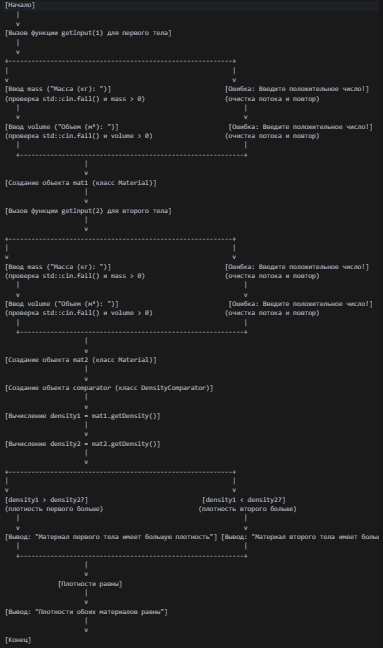 [Начало]
[Вызов функции getInput(1) для первого тела]
[Ввод mass ("Масса (кг): ")] [Ошибка: Введите положительное число!]
(проверка std::cin.fail() и mass > 0) (очистка потока и повтор)
[Ввод volume ("Объем (м³): ")] [Ошибка: Введите положительное число!]
(проверка std::cin.fail() и volume > 0) (очистка потока и повтор)
[Создание объекта mat1 (класс Material)]
[Вызов функции getInput(2) для второго тела]
[Ввод mass ("Масса (кг): ")] [Ошибка: Введите положительное число!]
(проверка std::cin.fail() и mass > 0) (очистка потока и повтор)
[Ввод volume ("Объем (м³): ")] [Ошибка: Введите положительное число!]
(проверка std::cin.fail() и volume > 0) (очистка потока и повтор)
[Создание объекта mat2 (класс Material)]
[Создание объекта comparator (класс DensityComparator)]
[Вычисление density1 = mat1.getDensity()]
[Вычисление density2 = mat2.getDensity()]
[density1 > density2?] [density1 < density2?]
(плотность первого больше) (плотность второго больше)
[Вывод: "Материал первого тела имеет большую плотность"] [Вывод: "Материал второго тела имеет больш
[Плотности равны]
[Вывод: "Плотности обоих материалов равны"]
[Конец]